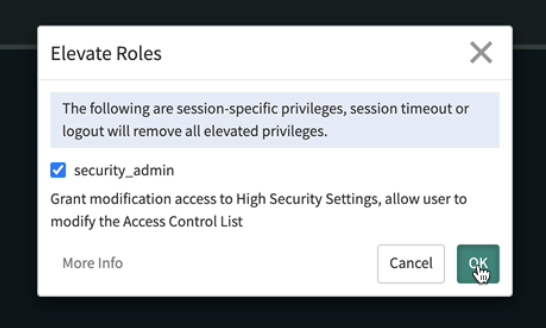 Elevate Roles
The following are session-specific privileges, session timeout or
logout will remove all elevated privileges.
security_admin
Grant modification access to High Security Settings, allow user to
modify the Access Control List
More Info
Cancel
OK